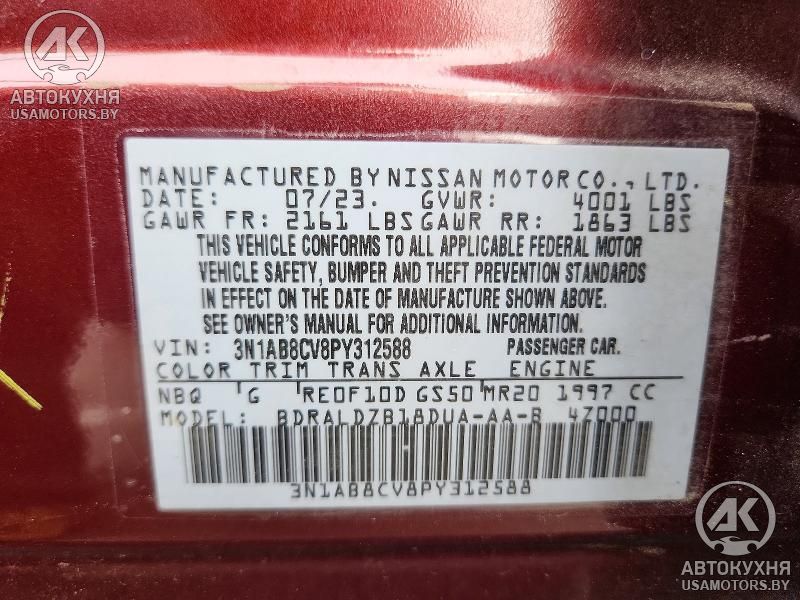 АК
АВТОКУХНЯ
USAMOTORS.BY
MANUFACTURED BY NISSAN MOTOR CO., LTD.
DATE: 07/23. GVWR: 4001 LBS
GAWR FR: 2161 LBS GAWR RR: 1863 LBS
THIS VEHICLE CONFORMS TO ALL APPLICABLE FEDERAL MOTOR
VEHICLE SAFETY, BUMPER AND THEFT PREVENTION STANDARDS
IN EFFECT ON THE DATE OF MANUFACTURE SHOWN ABOVE.
SEE OWNER'S MANUAL FOR ADDITIONAL INFORMATION.
VIN: 3N1AB8CV8PY312588 PASSENGER CAR.
COLOR TRIM TRANS AXLE ENGINE
NBQ G RE0F10D GS50 MR20 1997 CC
MODEL: BDRALDZB18DUA-AA-B 4Z000
3N1AB8CV8PY312588
АК
АВТОКУХНЯ
USAMOTORS.BY